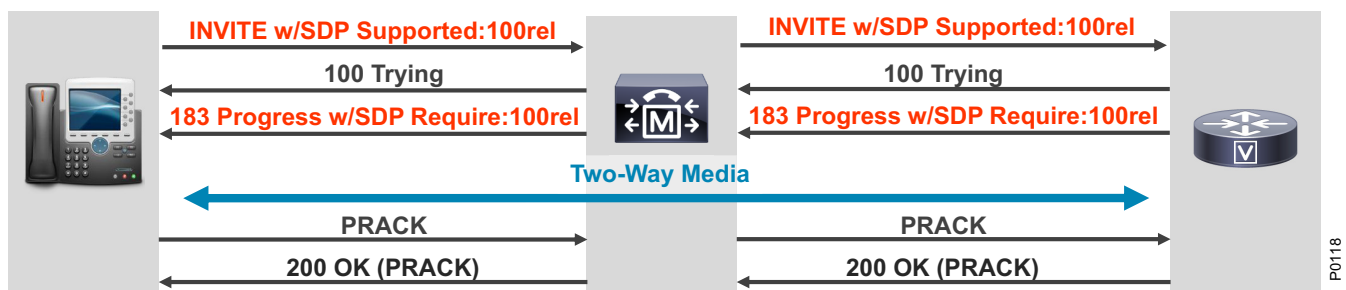 INVITE w/SDP Supported:100rel
INVITE w/SDP Supported:100rel
100 Trying
100 Trying
183 Progress w/SDP Require:100rel
183 Progress w/SDP Require:100rel
M
V
Two-Way Media
PRACK
PRACK
200 OK (PRACK)
200 OK (PRACK)
P0118